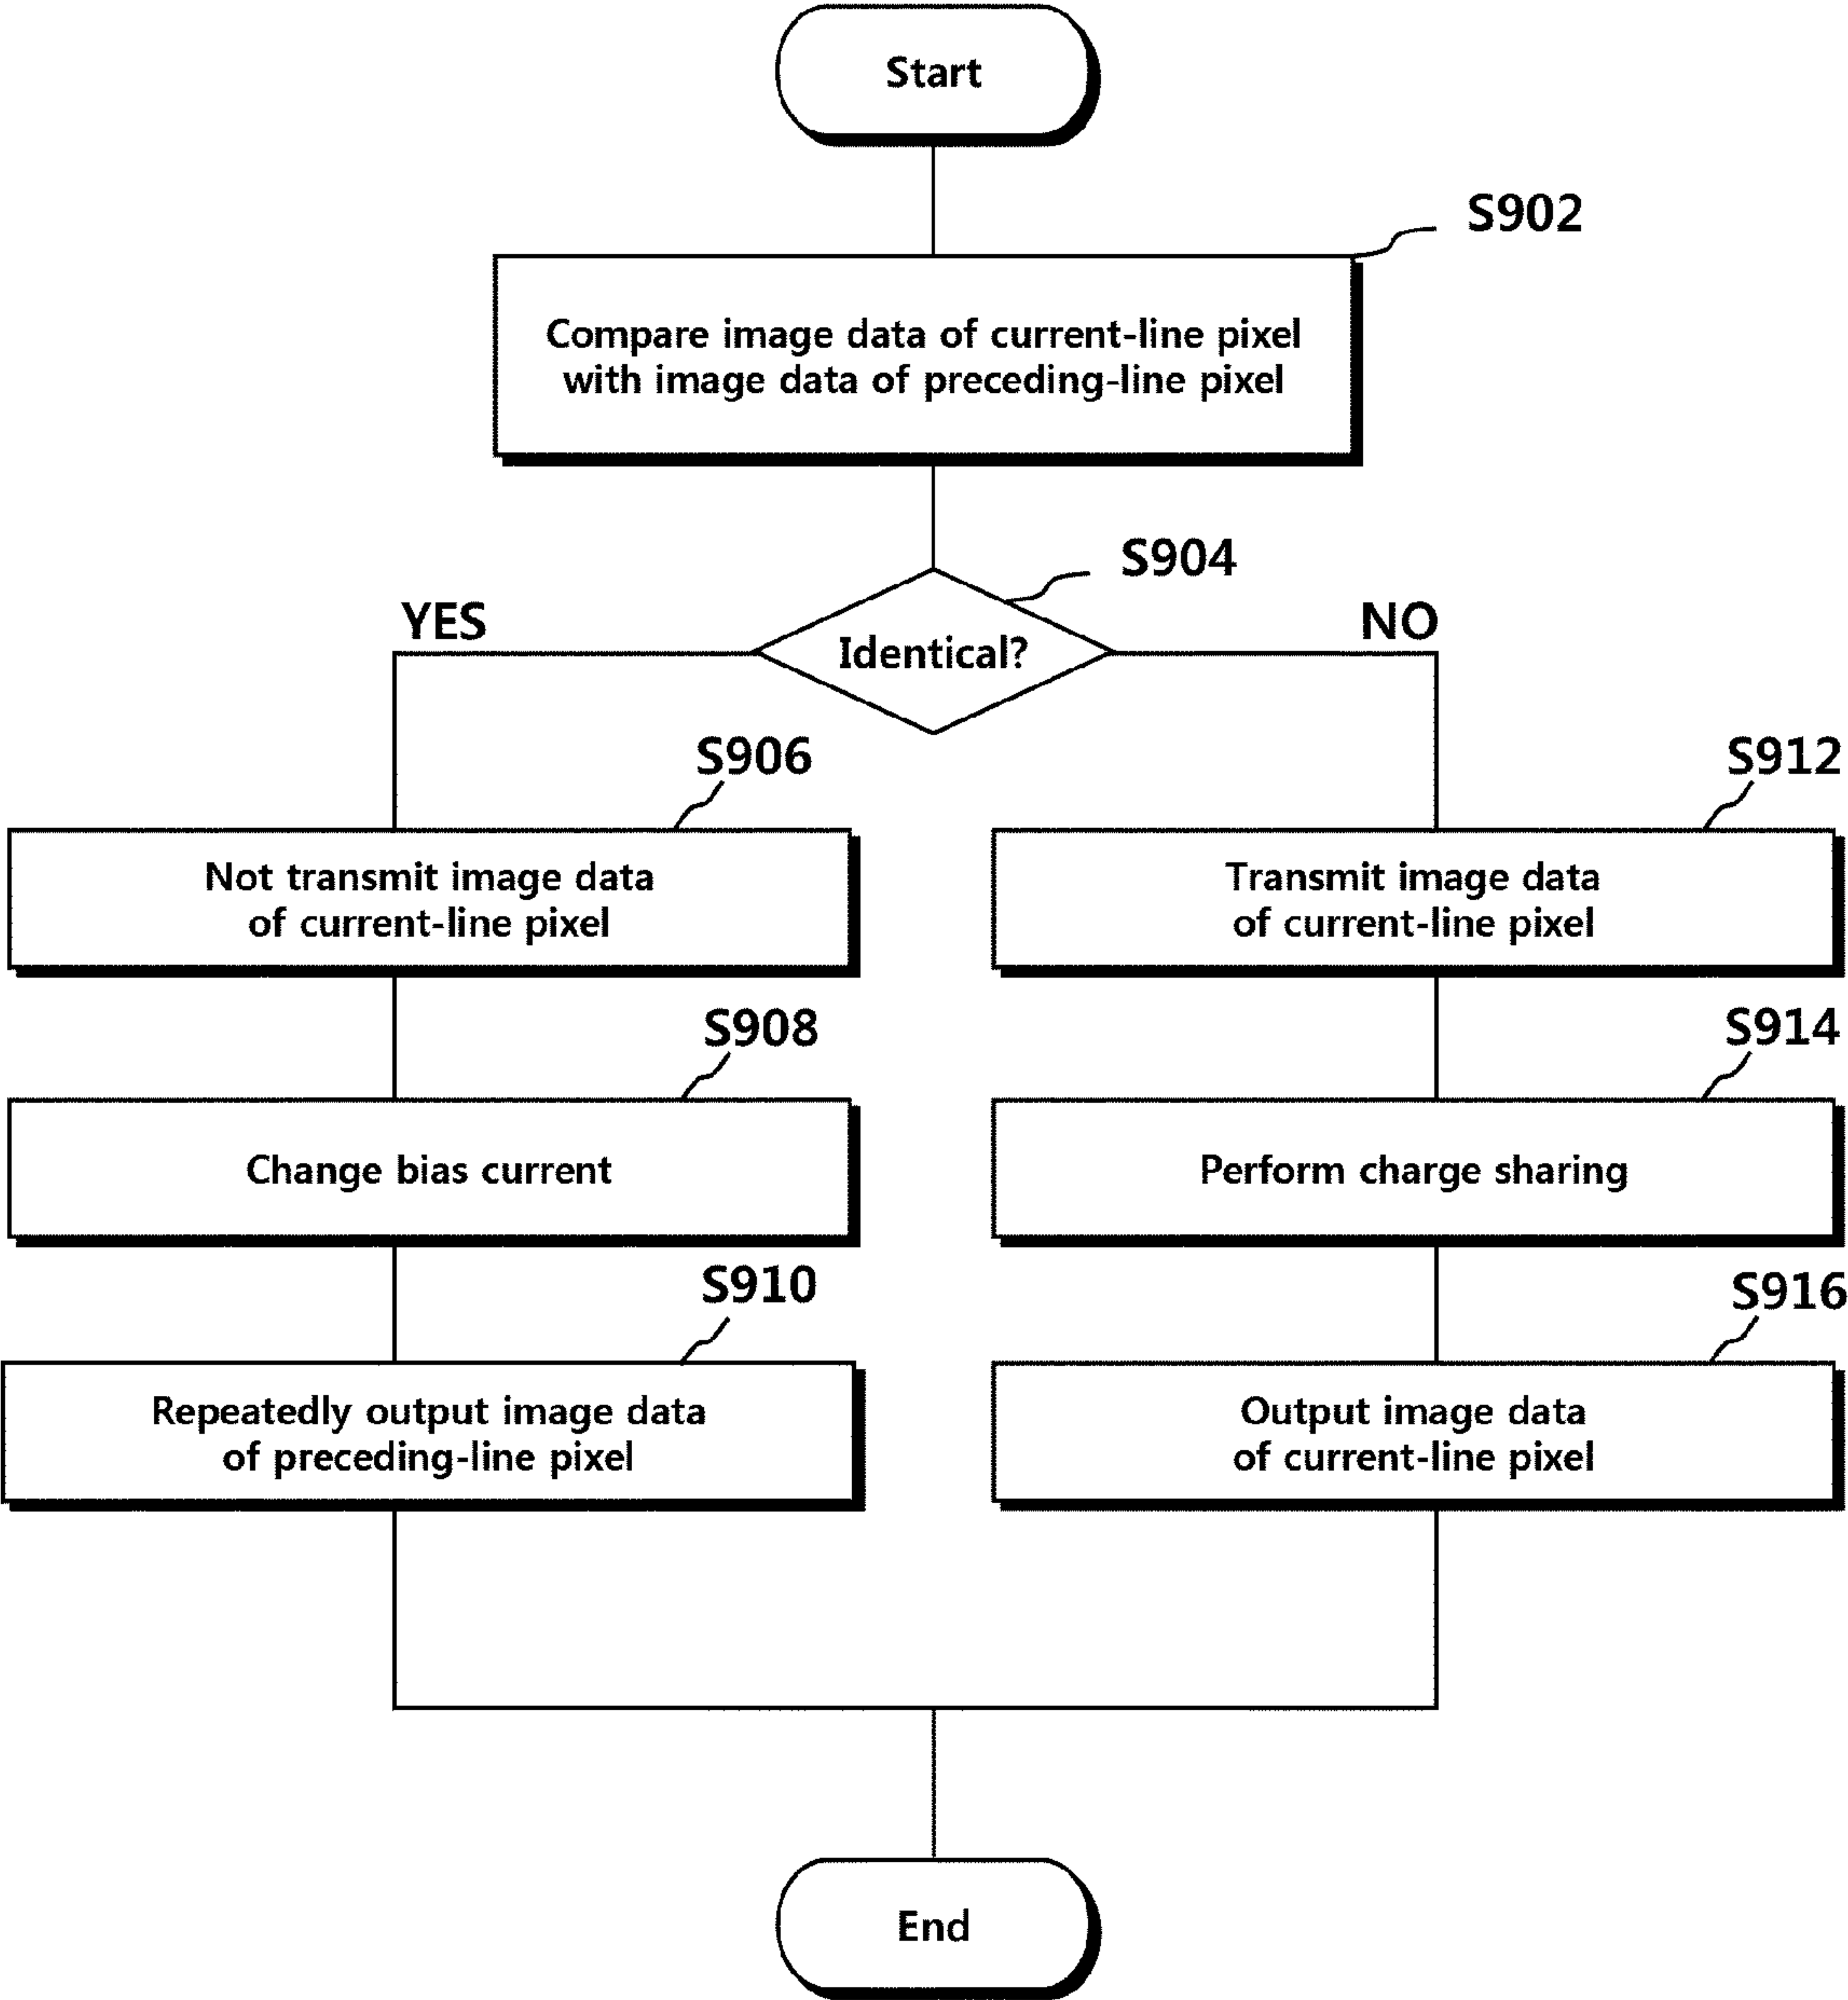 Start
S902
Compare image data of current-line pixel
with image data of preceding-line pixel
S904
YES
Identical?
NO
S906
Not transmit image data
of current-line pixel
S908
Change bias current
S910
Repeatedly output image data
of preceding-line pixel
S912
Transmit image data
of current-line pixel
S914
Perform charge sharing
S916
Output image data
of current-line pixel
End